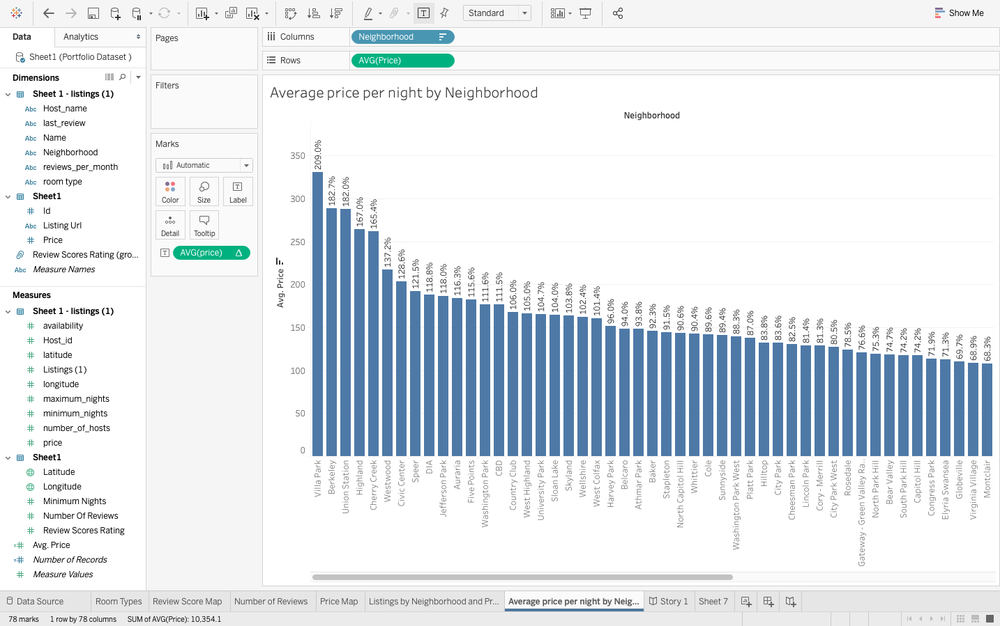 Standard
Show Me
Data
Analytics
Sheet1 (Portfolio Dataset )
Dimensions
Sheet 1 - listings (1)
Abc Host_name
Abc last_review
Abc Name
Abc Neighborhood
Abc reviews_per_month
Abc room type
Sheet1
Id
Abc Listing Url
Price
Review Scores Rating (gro...
Abc Measure Names
Measures
Sheet 1 - listings (1)
availability
Host_id
latitude
Listings (1)
longitude
maximum_nights
minimum_nights
number_of_hosts
price
Sheet1
Latitude
Longitude
Minimum Nights
Number Of Reviews
Review Scores Rating
Avg. Price
Number of Records
Measure Values
Pages
Filters
Marks
Automatic
Color
Size
T
Label
Detail
Tooltip
T AVG(price) Δ
Columns
Neighborhood
Rows
AVG(Price)
Average price per night by Neighborhood
Neighborhood
Avg. Price
350
300
250
200
150
100
50
0
209.0%
182.7%
182.0%
167.0%
165.4%
137.2%
128.6%
121.5%
118.8%
118.0%
116.3%
115.6%
111.6%
111.5%
106.0%
105.0%
104.7%
104.0%
103.8%
102.4%
101.4%
96.0%
94.0%
93.8%
92.3%
91.5%
90.6%
90.4%
89.6%
89.4%
88.3%
87.0%
83.8%
83.6%
82.5%
81.4%
81.3%
80.5%
78.5%
76.6%
75.3%
74.7%
74.2%
74.2%
71.9%
71.3%
69.7%
68.9%
68.3%
Villa Park
Berkeley
Union Station
Highland
Cherry Creek
Westwood
Civic Center
Speer
DIA
Jefferson Park
Auraria
Five Points
Washington Park
CBD
Country Club
West Highland
University Park
Sloan Lake
Skyland
Wellshire
West Colfax
Harvey Park
Belcaro
Athmar Park
Baker
Stapleton
North Capitol Hill
Whittier
Cole
Sunnyside
Washington Park West
Platt Park
Hilltop
City Park
Cheesman Park
Lincoln Park
Cory - Merrill
City Park West
Rosedale
Gateway - Green Valley Ra..
North Park Hill
Bear Valley
South Park Hill
Capitol Hill
Congress Park
Elyria Swansea
Globeville
Virginia Village
Montclair
Data Source
Room Types
Review Score Map
Number of Reviews
Price Map
Listings by Neighborhood and Pr...
Average price per night by Neig...
Story 1
Sheet 7
78 marks
1 row by 78 columns
SUM of AVG(Price): 10,354.1